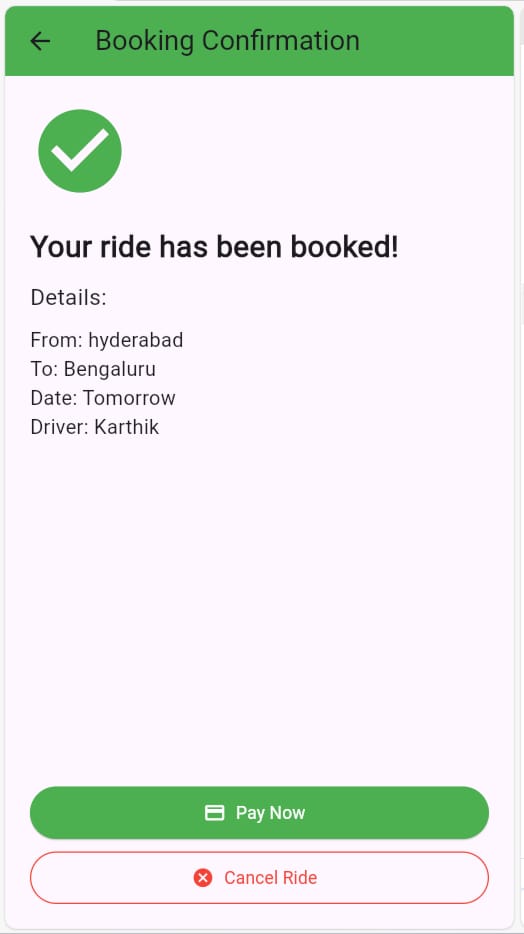 Booking Confirmation
Your ride has been booked!
Details:
From: hyderabad
To: Bengaluru
Date: Tomorrow
Driver: Karthik
Pay Now
Cancel Ride